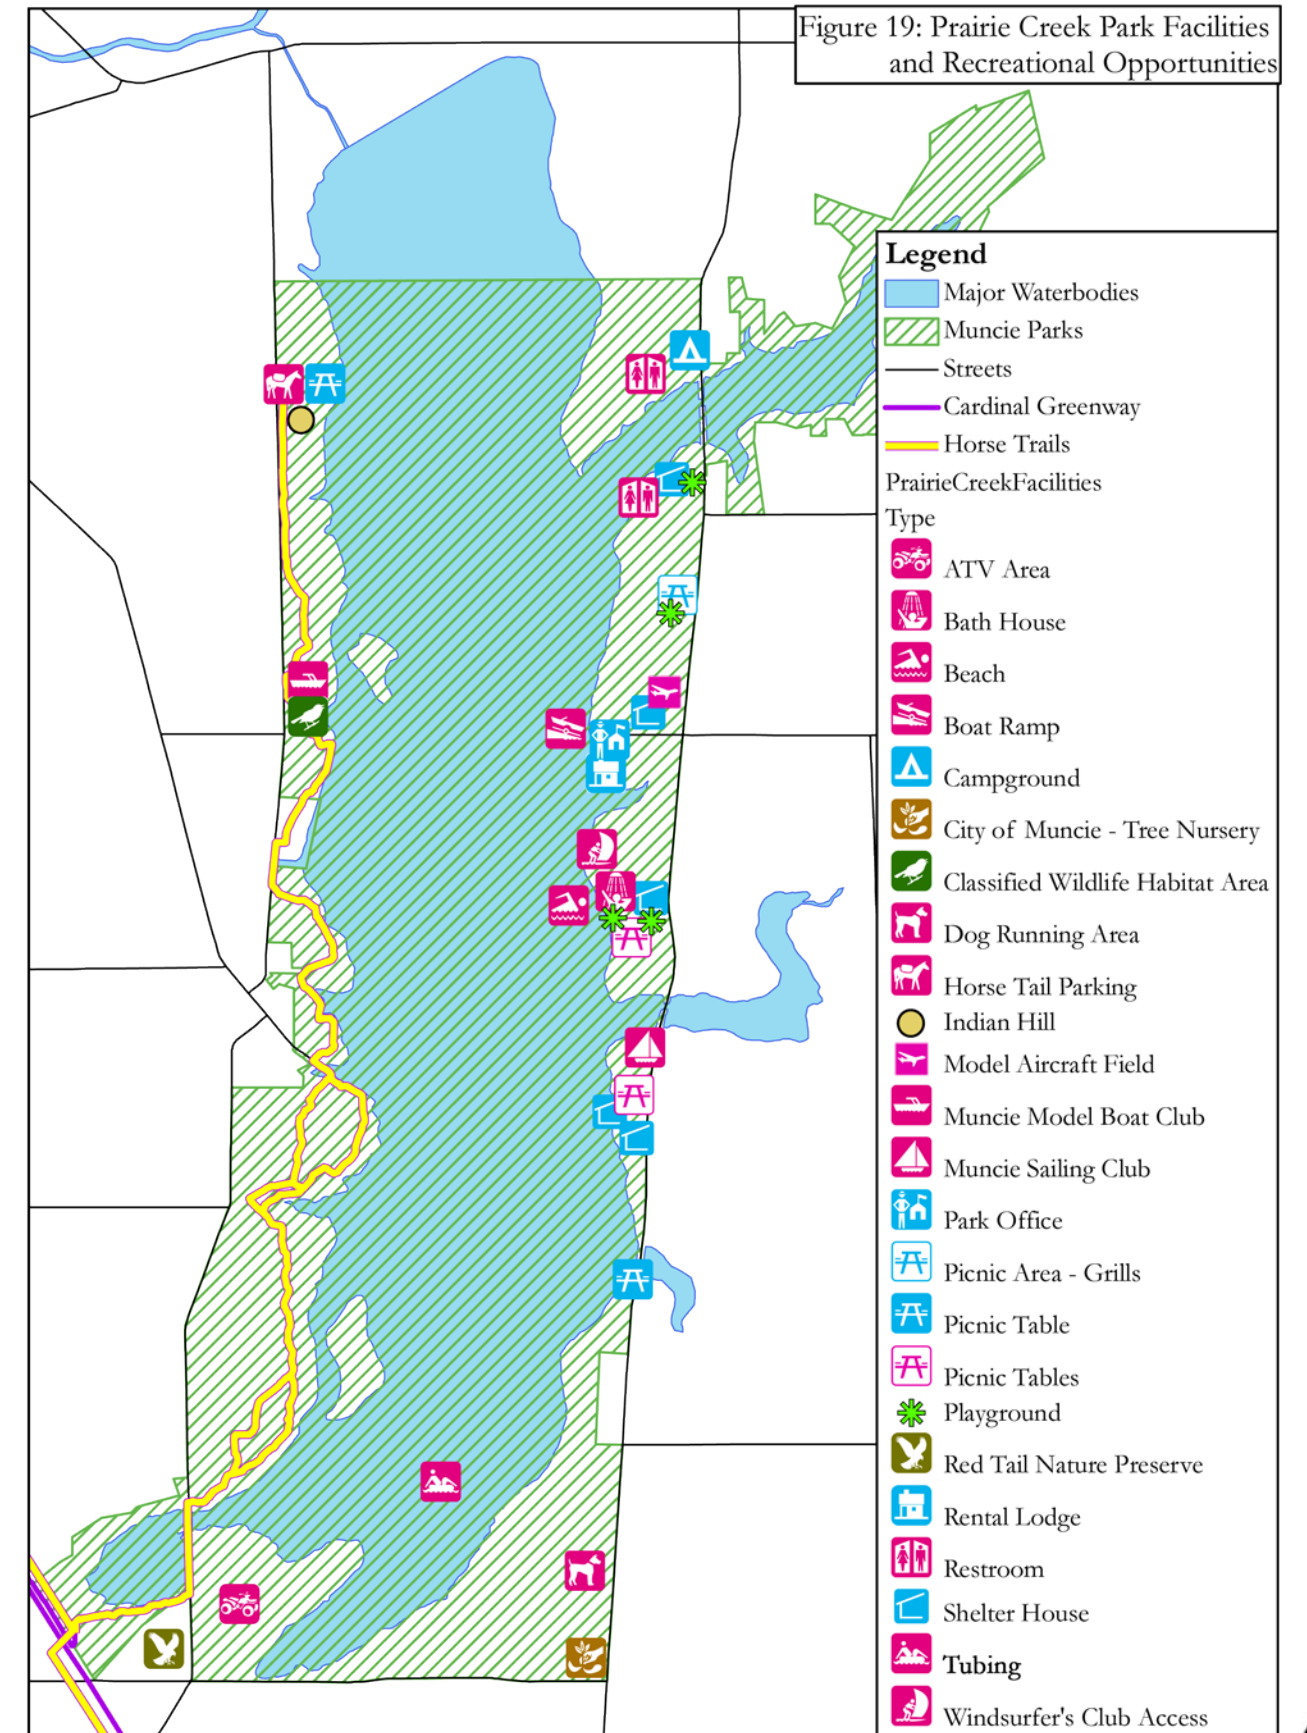 Figure 19: Prairie Creek Park Facilities
and Recreational Opportunities
Legend
Major Waterbodies
Muncie Parks
Streets
Cardinal Greenway
Horse Trails
PrairieCreekFacilities
Type
ATV Area
Bath House
Beach
Boat Ramp
Campground
City of Muncie - Tree Nursery
Classified Wildlife Habitat Area
Dog Running Area
Horse Tail Parking
Indian Hill
Model Aircraft Field
Muncie Model Boat Club
Muncie Sailing Club
Park Office
Picnic Area - Grills
Picnic Table
Picnic Tables
Playground
Red Tail Nature Preserve
Rental Lodge
Restroom
Shelter House
Tubing
Windsurfer's Club Access